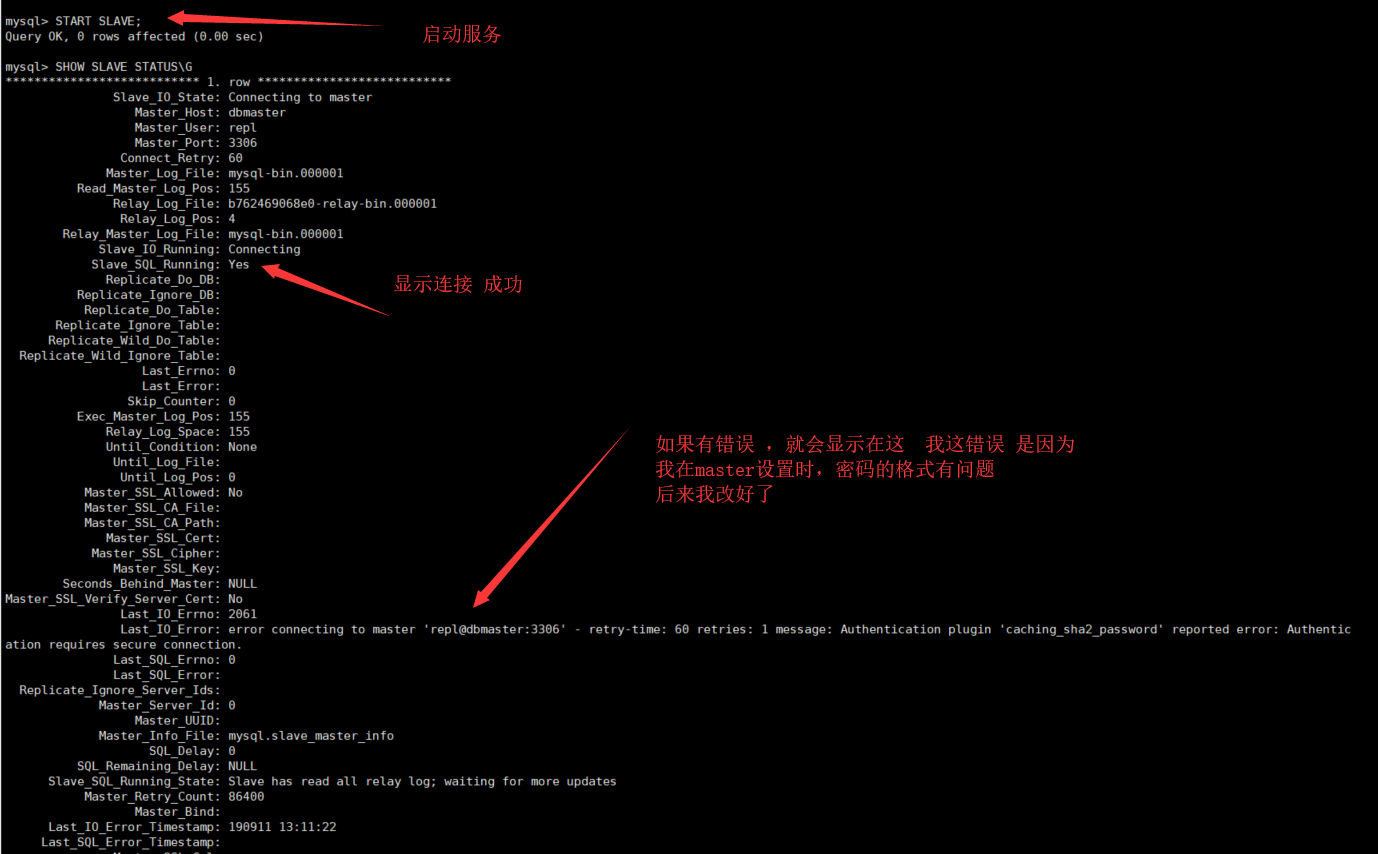 mysql> START SLAVE;
启动服务
Query OK, 0 rows affected (0.00 sec)
mysql> SHOW SLAVE STATUS\G
*************************** 1. row ***************************
Slave_IO_State: Connecting to master
Master_Host: dbmaster
Master_User: repl
Master_Port: 3306
Connect_Retry: 60
Master_Log_File: mysql-bin.000001
Read_Master_Log_Pos: 155
Relay_Log_File: b762469068e0-relay-bin.000001
Relay_Log_Pos: 4
Relay_Master_Log_File: mysql-bin.000001
Slave_IO_Running: Connecting
Slave_SQL_Running: Yes
显示连接 成功
Replicate_Do_DB:
Replicate_Ignore_DB:
Replicate_Do_Table:
Replicate_Ignore_Table:
Replicate_Wild_Do_Table:
Replicate_Wild_Ignore_Table:
Last_Errno: 0
Last_Error:
Skip_Counter: 0
Exec_Master_Log_Pos: 155
Relay_Log_Space: 155
Until_Condition: None
如果有错误 ，就会显示在这 我这错误 是因为
我在master设置时，密码的格式有问题
后来我改好了
Until_Log_File:
Until_Log_Pos: 0
Master_SSL_Allowed: No
Master_SSL_CA_File:
Master_SSL_CA_Path:
Master_SSL_Cert:
Master_SSL_Cipher:
Master_SSL_Key:
Seconds_Behind_Master: NULL
Master_SSL_Verify_Server_Cert: No
Last_IO_Errno: 2061
Last_IO_Error: error connecting to master 'repl@dbmaster:3306' - retry-time: 60 retries: 1 message: Authentication plugin 'caching_sha2_password' reported error: Authentic
ation requires secure connection.
Last_SQL_Errno: 0
Last_SQL_Error:
Replicate_Ignore_Server_Ids:
Master_Server_Id: 0
Master_UUID:
Master_Info_File: mysql.slave_master_info
SQL_Delay: 0
SQL_Remaining_Delay: NULL
Slave_SQL_Running_State: Slave has read all relay log; waiting for more updates
Master_Retry_Count: 86400
Master_Bind:
Last_IO_Error_Timestamp: 190911 13:11:22
Last_SQL_Error_Timestamp: